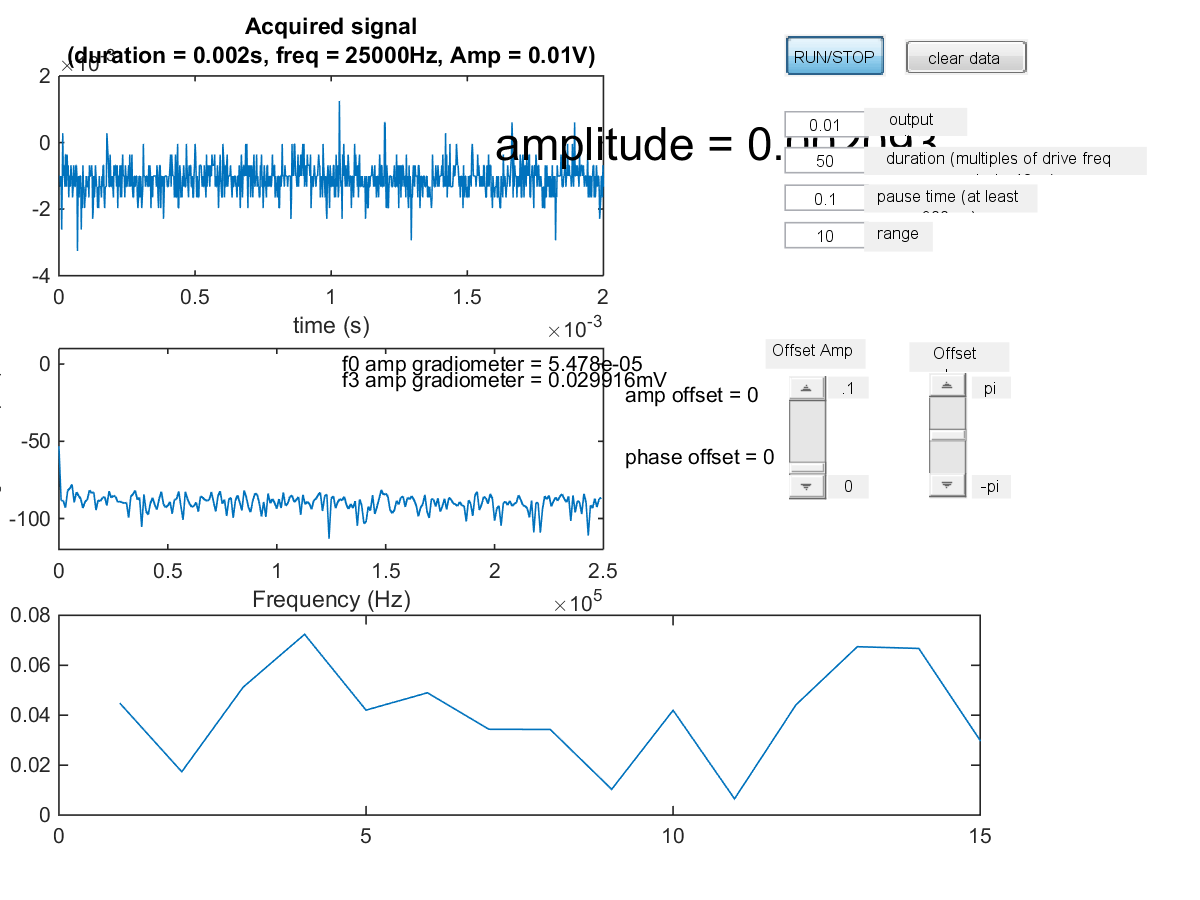 Acquired signal
(duration = 0.002s, freq = 25000Hz, Amp = 0.01V)
2
0
-2
-4
0 0.5 1 1.5 2
time (s)
×10-3
amplitude = 0.002093
RUN/STOP
clear data
0.01 output
50 duration (multiples of drive freq
0.1 pause time (at least
10 range
0
-50
-100
f0 amp gradiometer = 5.478e-05
f3 amp gradiometer = 0.029916mV
0 0.5 1 1.5 2 2.5
Frequency (Hz)
×105
amp offset = 0
phase offset = 0
Offset Amp
.1
0
Offset
pi
-pi
0.08
0.06
0.04
0.02
0
0 5 10 15